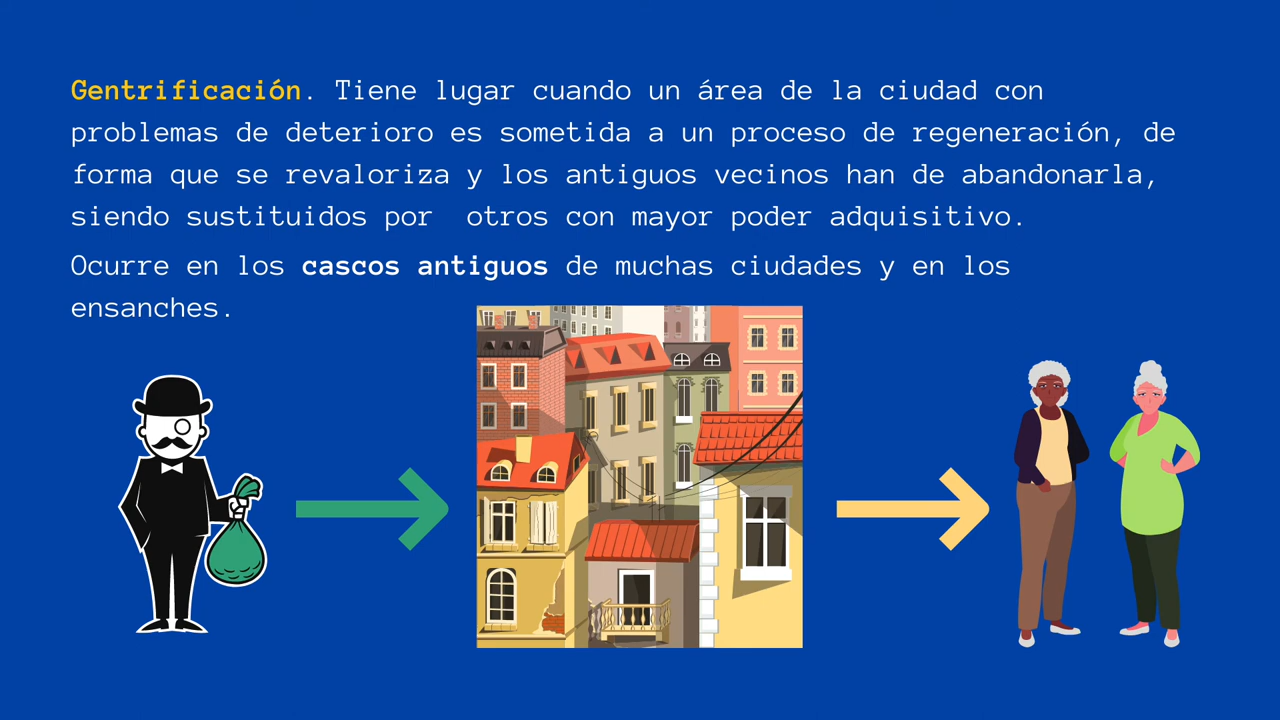 Gentrificación. Tiene lugar cuando un área de la ciudad con
problemas de deterioro es sometida a un proceso de regeneración, de
forma que se revaloriza y los antiguos vecinos han de abandonarla,
siendo sustituidos por  otros con mayor poder adquisitivo.
Ocurre en los cascos antiguos de muchas ciudades y en los
ensanches.